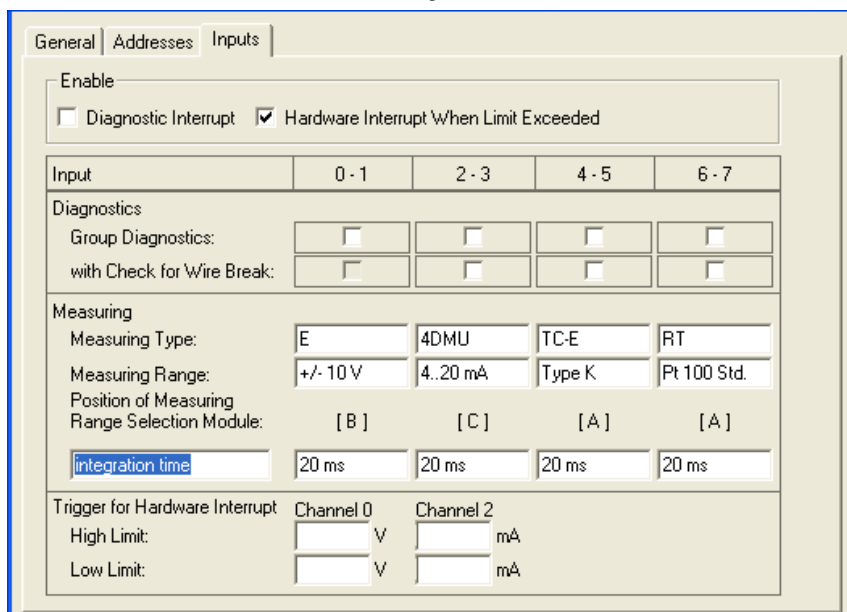 General Addresses Inputs
Enable
Diagnostic Interrupt Hardware Interrupt When Limit Exceeded
Input 0 - 1 2 - 3 4 - 5 6 - 7
Diagnostics
Group Diagnostics:
with Check for Wire Break:
Measuring
Measuring Type: E 4DMU TC-E RT
Measuring Range: +/- 10 V 4..20 mA Type K Pt 100 Std.
Position of Measuring
Range Selection Module: [ B ] [ C ] [ A ] [ A ]
integration time 20 ms 20 ms 20 ms 20 ms
Trigger for Hardware Interrupt Channel 0 Channel 2
High Limit: V mA
Low Limit: V mA